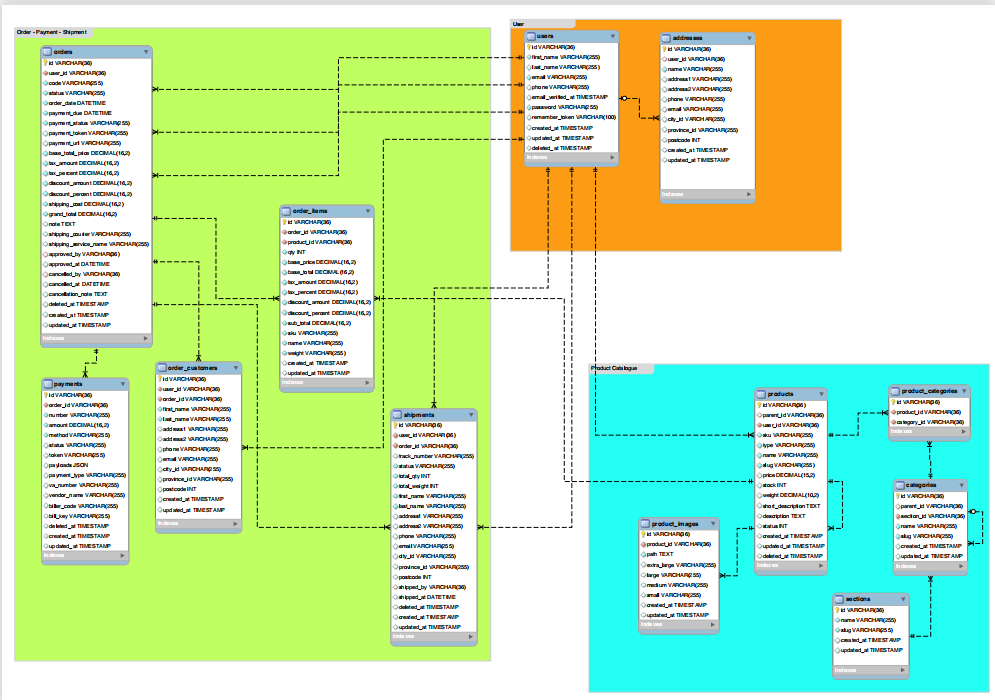 Order - Payment - Shipment
orders
id VARCHAR(36)
user_id VARCHAR(36)
code VARCHAR(255)
status VARCHAR(255)
order_date DATETIME
payment_due DATETIME
payment_status VARCHAR(255)
payment_token VARCHAR(255)
payment_url VARCHAR(255)
base_total_price DECIMAL(16,2)
tax_amount DECIMAL(16,2)
tax_percent DECIMAL(16,2)
discount_amount DECIMAL(16,2)
discount_percent DECIMAL(16,2)
shipping_cost DECIMAL(16,2)
grand_total DECIMAL(16,2)
note TEXT
shipping_courier VARCHAR(255)
shipping_service_name VARCHAR(255)
approved_by VARCHAR(36)
approved_at DATETIME
cancelled_by VARCHAR(36)
cancelled_at DATETIME
cancellation_note TEXT
deleted_at TIMESTAMP
created_at TIMESTAMP
updated_at TIMESTAMP
Indexes
payments
id VARCHAR(36)
order_id VARCHAR(36)
number VARCHAR(255)
amount DECIMAL(16,2)
method VARCHAR(255)
status VARCHAR(255)
token VARCHAR(255)
payloads JSON
payment_type VARCHAR(255)
va_number VARCHAR(255)
vendor_name VARCHAR(255)
biller_code VARCHAR(255)
bill_key VARCHAR(255)
deleted_at TIMESTAMP
created_at TIMESTAMP
updated_at TIMESTAMP
Indexes
order_customers
id VARCHAR(36)
user_id VARCHAR(36)
order_id VARCHAR(36)
first_name VARCHAR(255)
last_name VARCHAR(255)
address1 VARCHAR(255)
address2 VARCHAR(255)
phone VARCHAR(255)
email VARCHAR(255)
city_id VARCHAR(255)
province_id VARCHAR(255)
postcode INT
created_at TIMESTAMP
updated_at TIMESTAMP
Indexes
order_items
id VARCHAR(36)
order_id VARCHAR(36)
product_id VARCHAR(36)
qty INT
base_price DECIMAL(16,2)
base_total DECIMAL(16,2)
tax_amount DECIMAL(16,2)
tax_percent DECIMAL(16,2)
discount_amount DECIMAL(16,2)
discount_percent DECIMAL(16,2)
sub_total DECIMAL(16,2)
sku VARCHAR(255)
name VARCHAR(255)
weight VARCHAR(255)
created_at TIMESTAMP
updated_at TIMESTAMP
Indexes
shipments
id VARCHAR(36)
user_id VARCHAR(36)
order_id VARCHAR(36)
track_number VARCHAR(255)
status VARCHAR(255)
total_qty INT
total_weight INT
first_name VARCHAR(255)
last_name VARCHAR(255)
address1 VARCHAR(255)
address2 VARCHAR(255)
phone VARCHAR(255)
email VARCHAR(255)
city_id VARCHAR(255)
province_id VARCHAR(255)
postcode INT
shipped_by VARCHAR(36)
shipped_at DATETIME
deleted_at TIMESTAMP
created_at TIMESTAMP
updated_at TIMESTAMP
Indexes
User
users
id VARCHAR(36)
first_name VARCHAR(255)
last_name VARCHAR(255)
email VARCHAR(255)
phone VARCHAR(255)
email_verified_at TIMESTAMP
password VARCHAR(255)
remember_token VARCHAR(100)
created_at TIMESTAMP
updated_at TIMESTAMP
deleted_at TIMESTAMP
Indexes
addresses
id VARCHAR(36)
user_id VARCHAR(36)
name VARCHAR(255)
address1 VARCHAR(255)
address2 VARCHAR(255)
phone VARCHAR(255)
email VARCHAR(255)
city_id VARCHAR(255)
province_id VARCHAR(255)
postcode INT
created_at TIMESTAMP
updated_at TIMESTAMP
Indexes
Product Catalogue
products
id VARCHAR(36)
parent_id VARCHAR(36)
user_id VARCHAR(36)
sku VARCHAR(255)
type VARCHAR(255)
name VARCHAR(255)
slug VARCHAR(255)
price DECIMAL(15,2)
stock INT
weight DECIMAL(10,2)
short_description TEXT
description TEXT
status INT
created_at TIMESTAMP
updated_at TIMESTAMP
deleted_at TIMESTAMP
Indexes
product_categories
id VARCHAR(36)
product_id VARCHAR(36)
category_id VARCHAR(36)
Indexes
categories
id VARCHAR(36)
parent_id VARCHAR(36)
section_id VARCHAR(36)
name VARCHAR(255)
slug VARCHAR(255)
created_at TIMESTAMP
updated_at TIMESTAMP
Indexes
product_images
id VARCHAR(36)
product_id VARCHAR(36)
path TEXT
extra_large VARCHAR(255)
large VARCHAR(255)
medium VARCHAR(255)
small VARCHAR(255)
created_at TIMESTAMP
updated_at TIMESTAMP
Indexes
sections
id VARCHAR(36)
name VARCHAR(255)
slug VARCHAR(255)
created_at TIMESTAMP
updated_at TIMESTAMP
Indexes